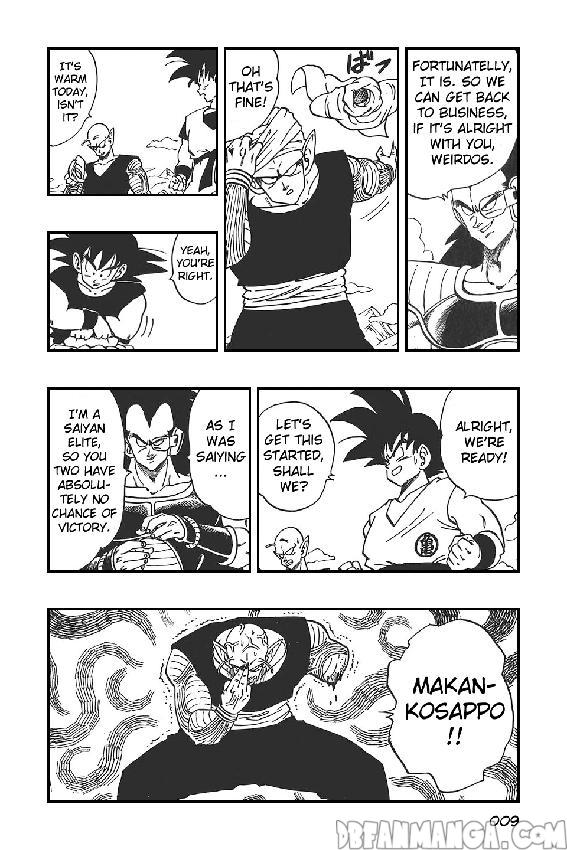 FORTUNATELLY,
IT IS. SO WE
CAN GET BACK
TO BUSINESS,
IF IT'S ALRIGHT
WITH YOU,
WEIRDOS.
ば
っ
OH
THAT'S
FINE!
IT'S
WARM
TODAY,
ISN'T
IT?
YEAH,
YOU'RE
RIGHT.
ALRIGHT,
WE'RE
READY!
LET'S
GET THIS
STARTED,
SHALL
WE?
亀
AS I
WAS
SAIYING
...
I'M A
SAIYAN
ELITE,
SO YOU
TWO HAVE
ABSOLU-
TELY NO
CHANCE OF
VICTORY.
MAKAN-
KOSAPPO
!!
009
DBFANMANGA.COM